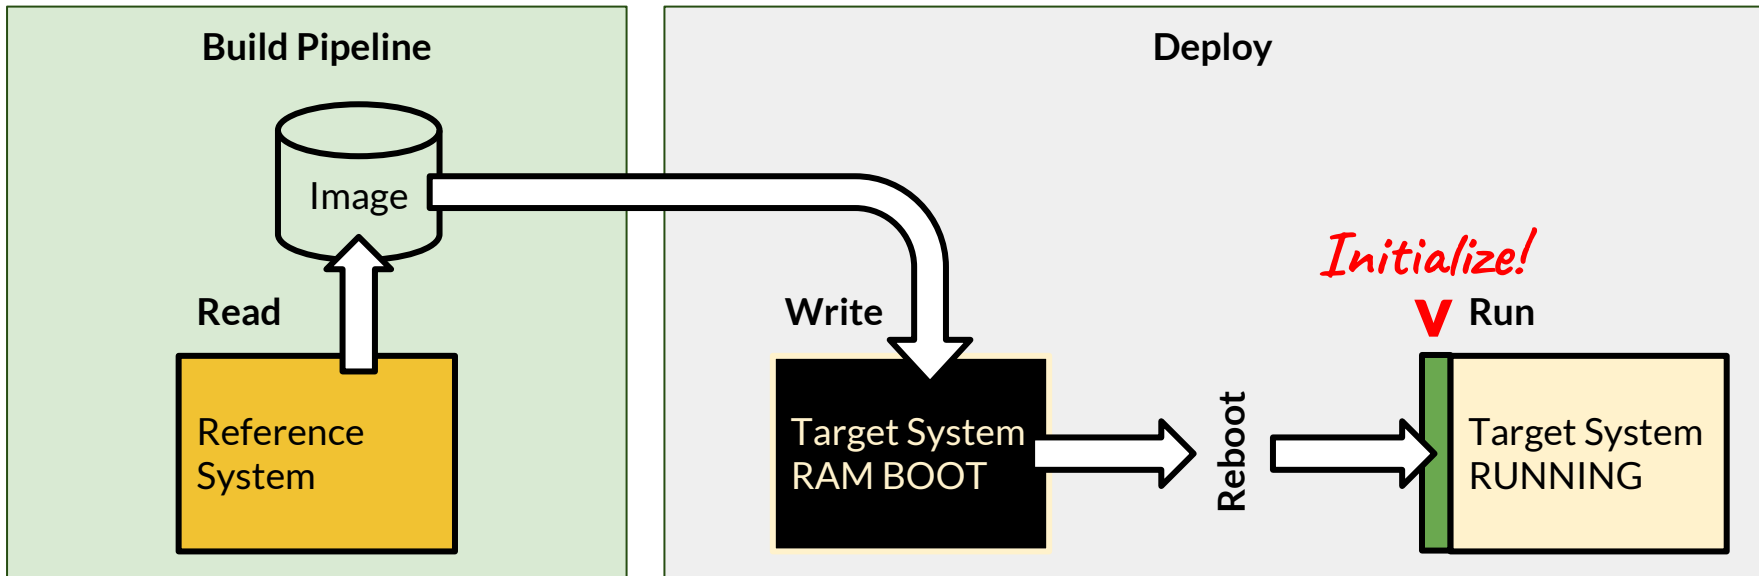 Build Pipeline
Image
Read
Reference
System
Deploy
Write
Target System
RAM BOOT
Reboot
Initialize!
V
Run
Target System
RUNNING